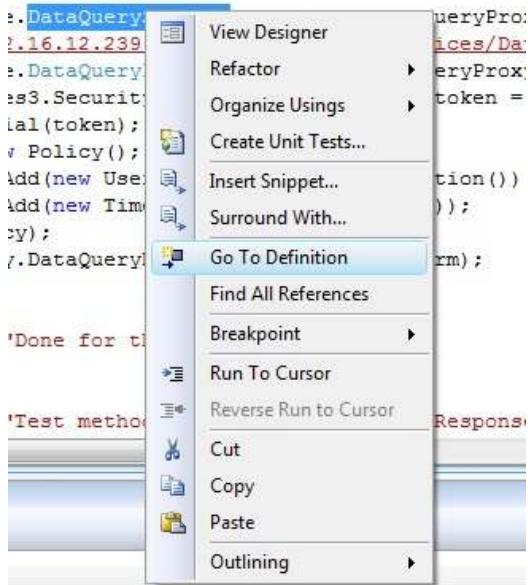 e.DataQuery
View Designer
ueryPro
2.16.12.239
ices/Da
Refactor
e.DataQuery
eryProxy
Organize Usings
es3.Securit
token =
ial(token);
Create Unit Tests...
Policy();
Insert Snippet...
Add(new Use
tion())
Add(new Tim
Surround With...
));
cy);
Go To Definition
y.DataQuery
rm);
Find All References
Breakpoint
"Done for t
Run To Cursor
Reverse Run to Cursor
"Test metho
Respons
Cut
Copy
Paste
Outlining